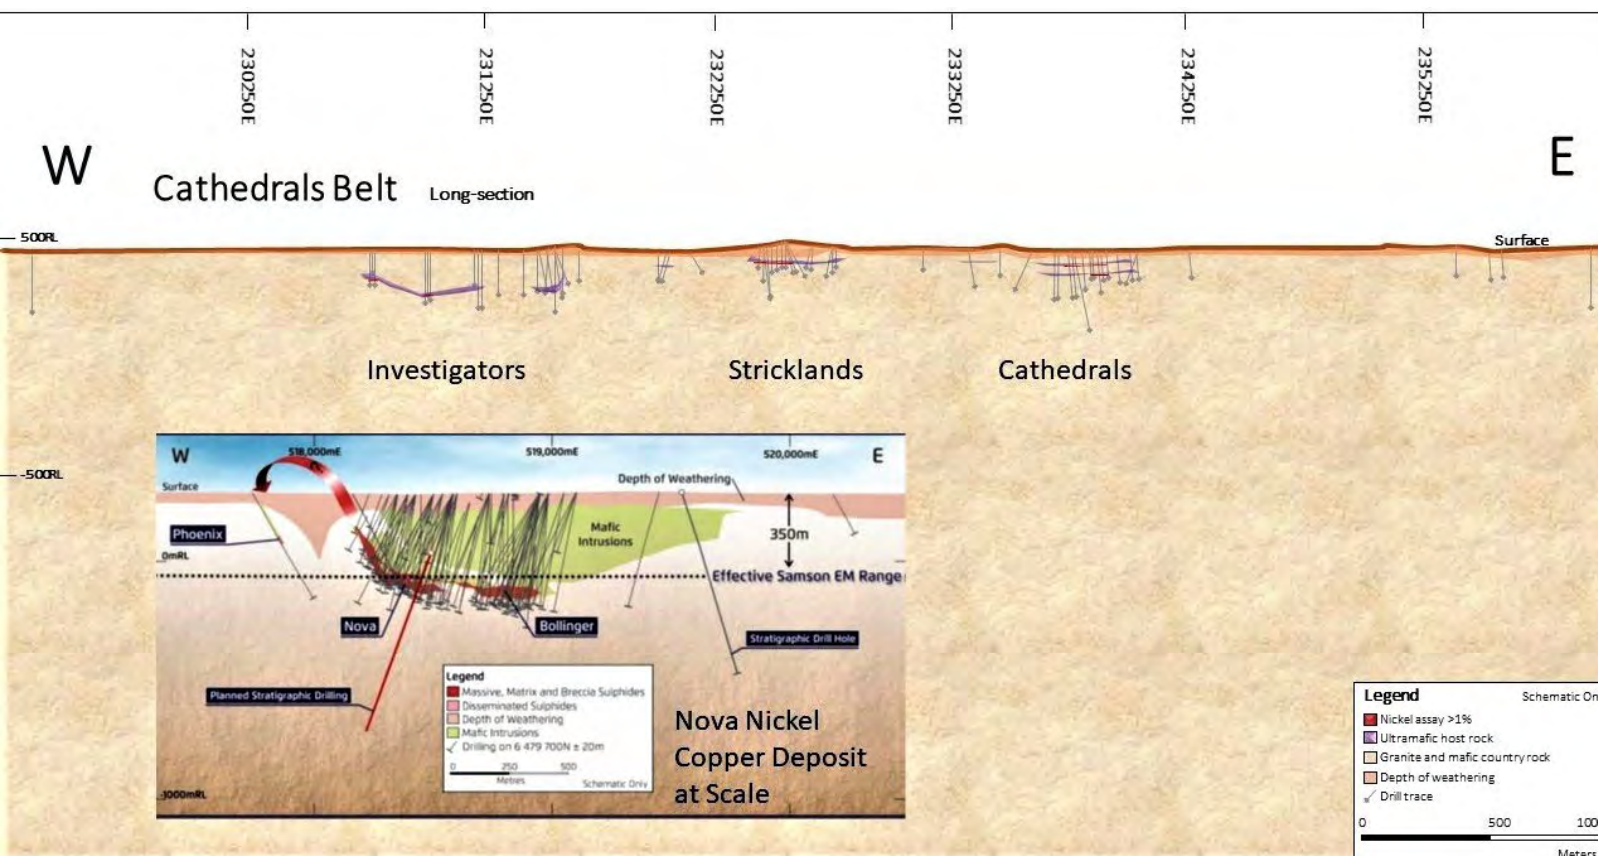 230250E
231250E
232250E
233250E
234250E
235250E
W
E
Cathedrals Belt Long-section
500RL
Surface
Investigators
Stricklands
Cathedrals
-500RL
W
518,000mE
519,000mE
520,000mE
E
Surface
Depth of Weathering
Phoenix
Mafic
Intrusions
350m
0mRL
Effective Samson EM Range
Nova
Bollinger
Stratigraphic Drill Hole
Planned Stratigraphic Drilling
Legend
Massive, Matrix and Breccia Sulphides
Disseminated Sulphides
Depth of Weathering
Mafic Intrusions
Drilling on 6 479 700N ± 20m
0 250 500
Metres
Schematic Only
-1000mRL
Nova Nickel
Copper Deposit
at Scale
Legend Schematic On
Nickel assay >1%
Ultramafic host rock
Granite and mafic country rock
Depth of weathering
Drill trace
0 500 100
Meters